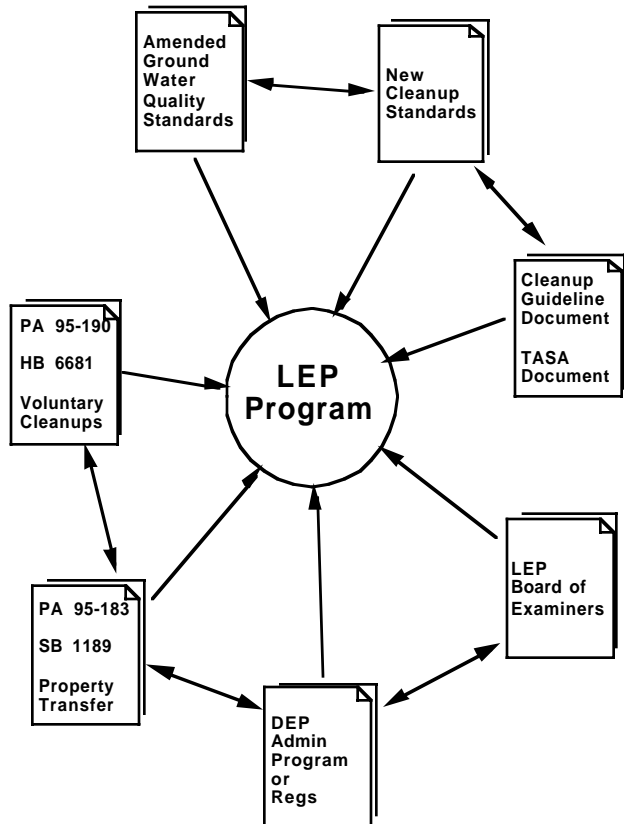 Amended
Ground
Water
Quality
Standards
New
Cleanup
Standards
Cleanup
Guideline
Document
TASA
Document
PA 95-190
HB 6681
Voluntary
Cleanups
LEP
Program
LEP
Board of
Examiners
PA 95-183
SB 1189
Property
Transfer
DEP
Admin
Program
or
Regs